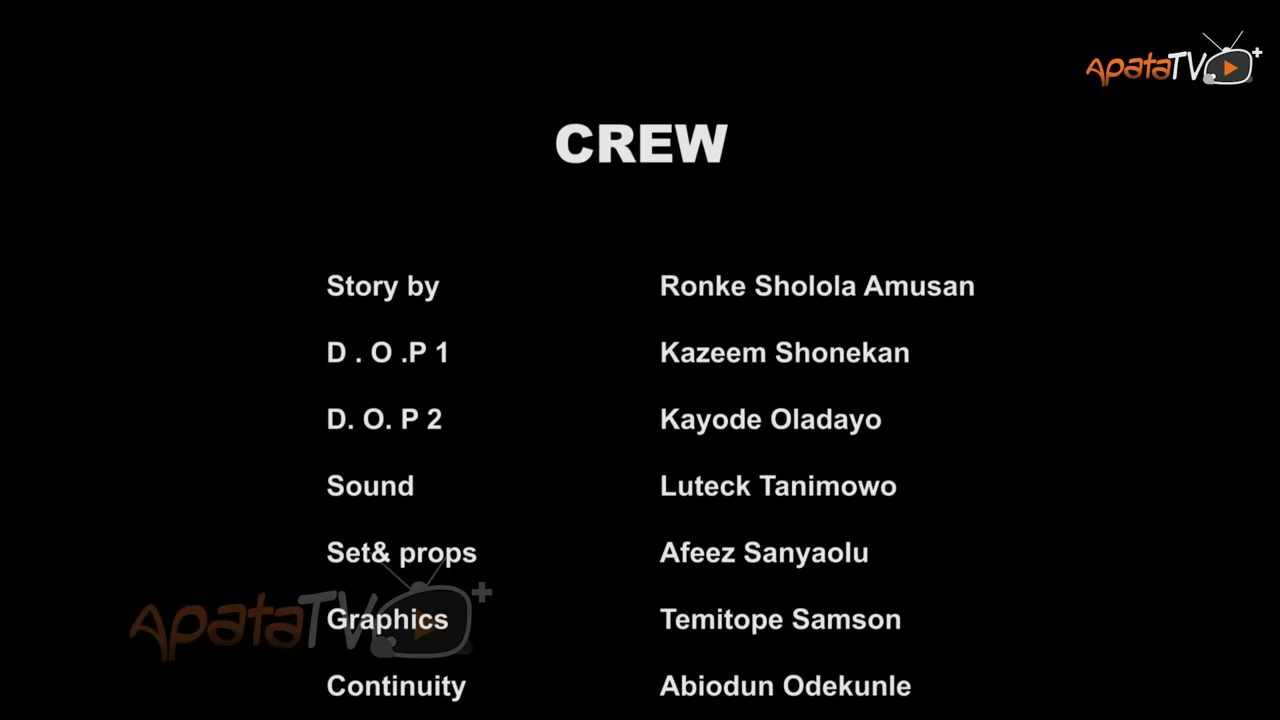 ApataTV+
CREW
Story by Ronke Sholola Amusan
D . O .P 1 Kazeem Shonekan
D. O. P 2 Kayode Oladayo
Sound Luteck Tanimowo
Set& props Afeez Sanyaolu
ApataTV+
Graphics Temitope Samson
Continuity Abiodun Odekunle